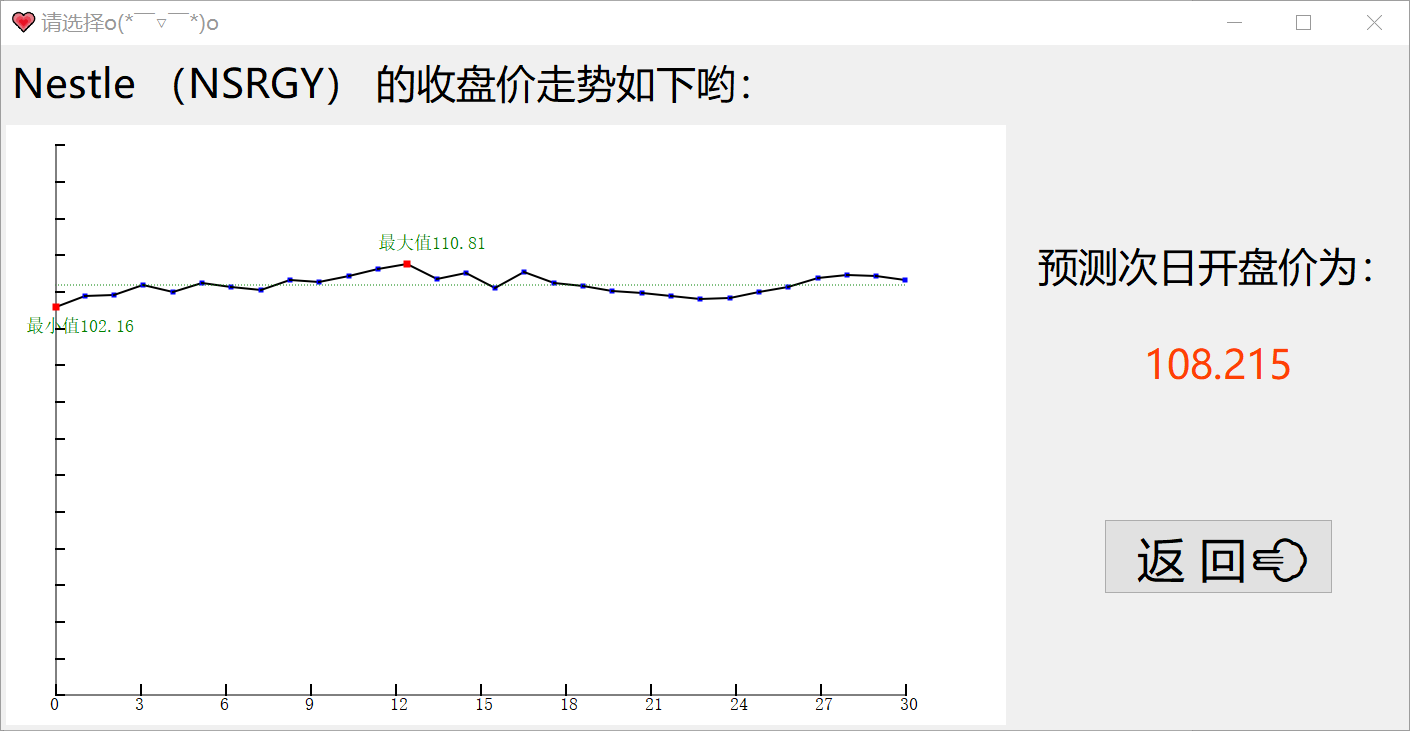 请选择o(*￣▽￣*)o
Nestle （NSRGY） 的收盘价走势如下哟：
最大值110.81
最小值102.16
0 3 6 9 12 15 18 21 24 27 30
预测次日开盘价为：
108.215
返 回